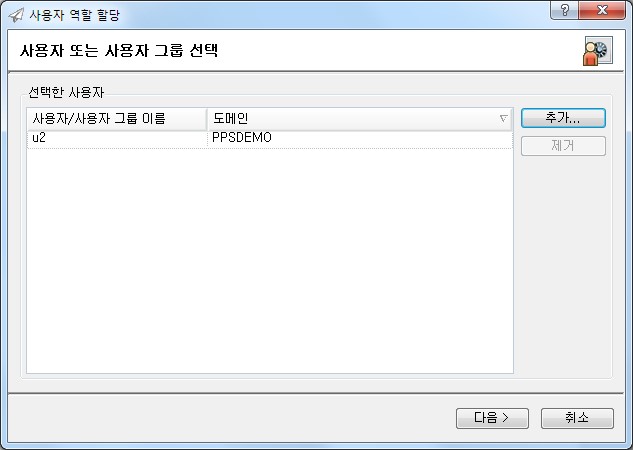 사용자 역할 할당
사용자 또는 사용자 그룹 선택
선택한 사용자
사용자/사용자 그룹 이름 도메인
u2 PPSDEMO
추가...
제거
다음 > 취소